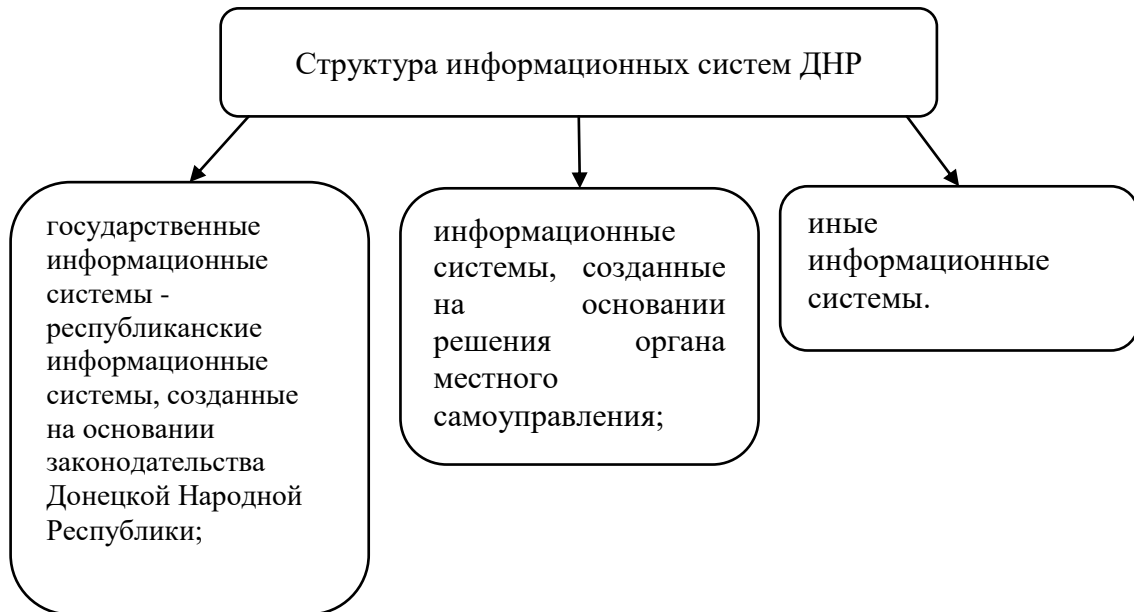 Структура информационных систем ДНР
государственные
информационные
системы -
республиканские
информационные
системы, созданные
на основании
законодательства
Донецкой Народной
Республики;
информационные
системы, созданные
на основании
решения органа
местного
самоуправления;
иные
информационные
системы.